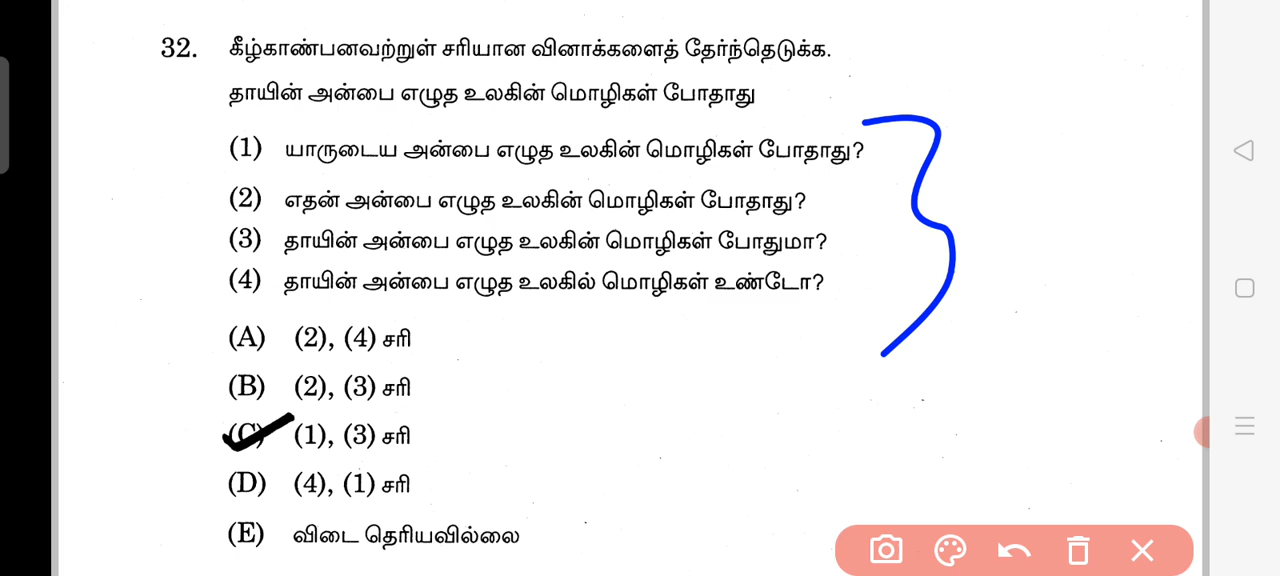 32. கீழ்காண்பனவற்றுள் சரியான வினாக்களைத் தேர்ந்தெடுக்க.
தாயின் அன்பை எழுத உலகின் மொழிகள் போதாது
(1) யாருடைய அன்பை எழுத உலகின் மொழிகள் போதாது?
(2) எதன் அன்பை எழுத உலகின் மொழிகள் போதாது?
(3) தாயின் அன்பை எழுத உலகின் மொழிகள் போதுமா?
(4) தாயின் அன்பை எழுத உலகில் மொழிகள் உண்டோ?
(A) (2), (4) சரி
(B) (2), (3) சரி
(C) (1), (3) சரி
(D) (4), (1) சரி
(E) விடை தெரியவில்லை